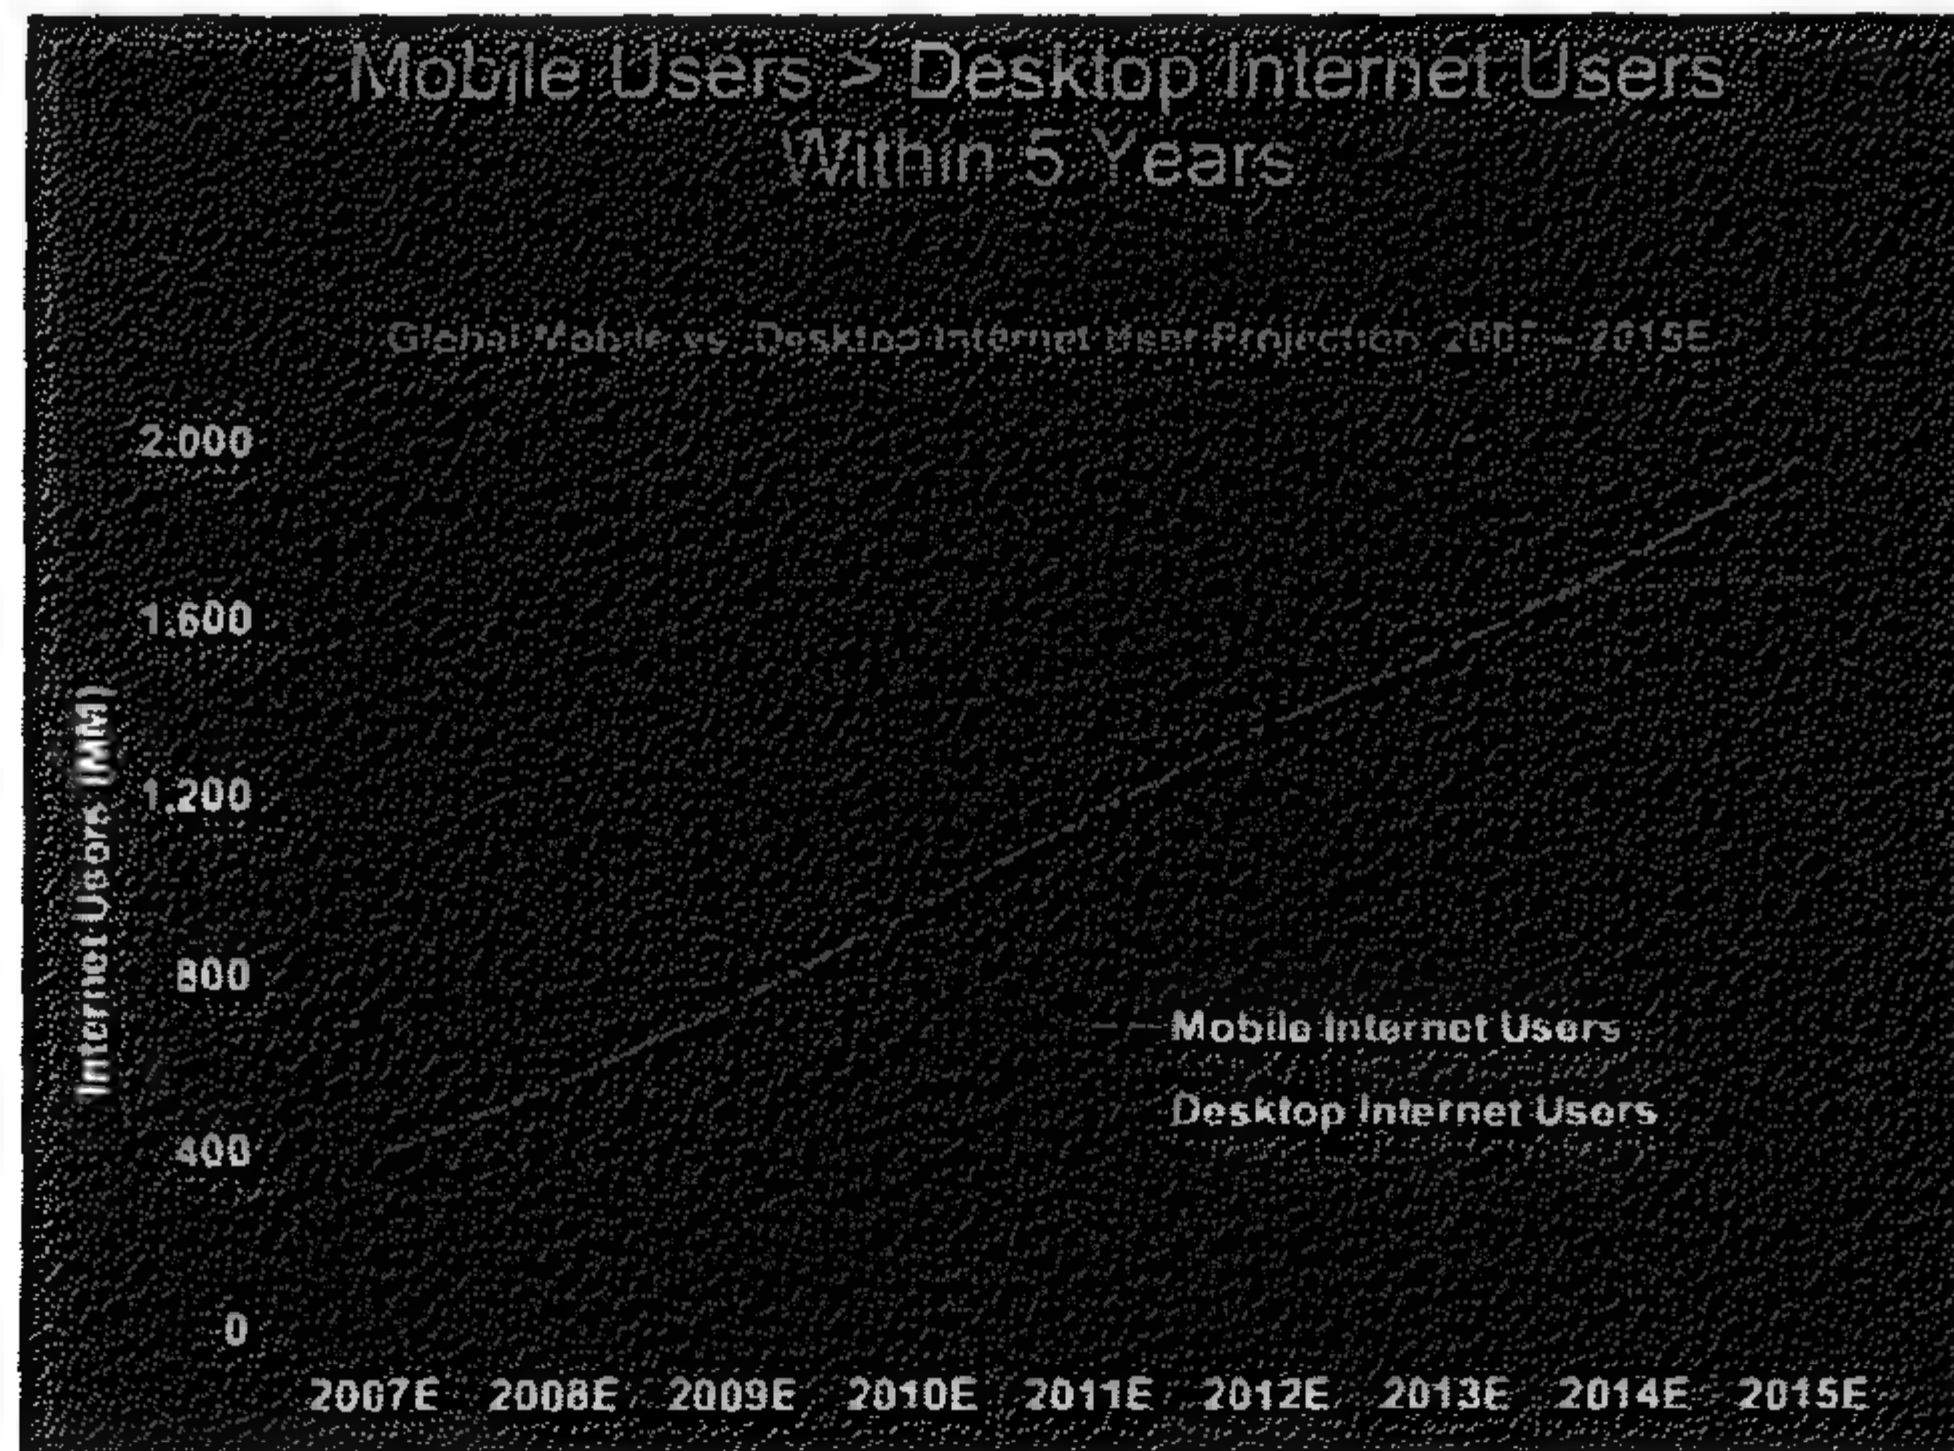 Mobile Users > Desktop Internet Users
Within 5 Years
Global Mobile vs. Desktop Internet User Projection, 2007 – 2015E
2.000
1.600
1.200
800
400
0
Internet Users (MM)
Mobile Internet Users
Desktop Internet Users
2007E 2008E 2009E 2010E 2011E 2012E 2013E 2014E 2015E